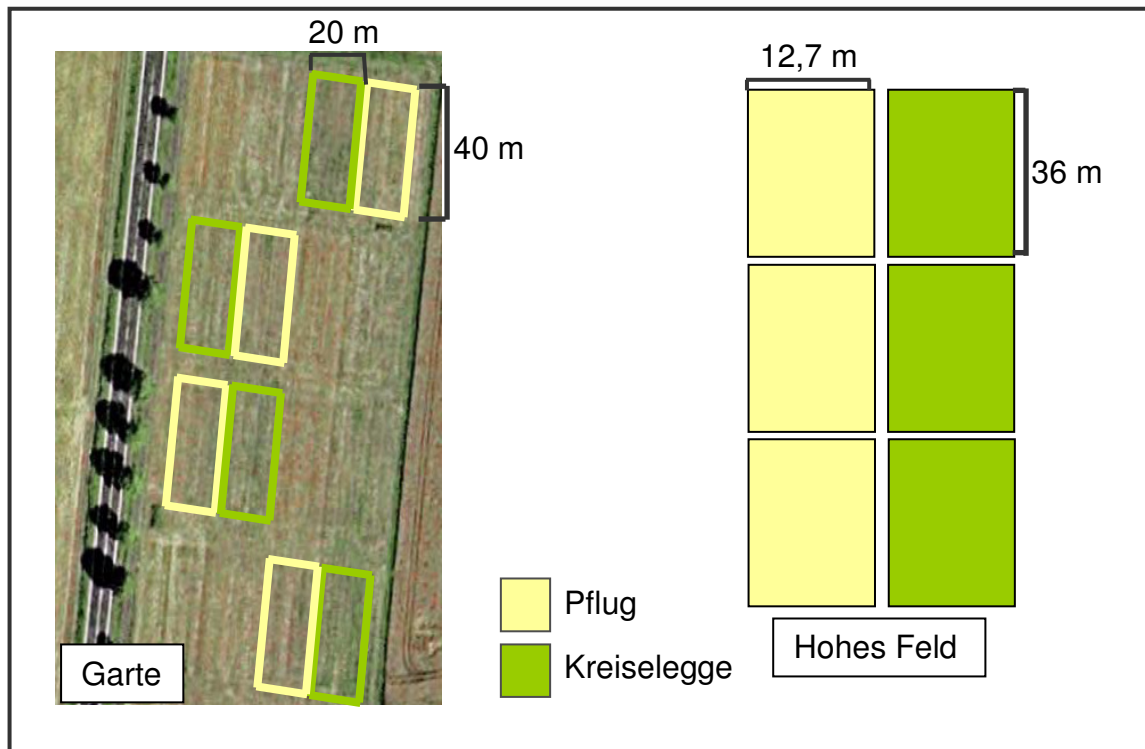 20 m
40 m
Garte
Pflug
Kreiselegge
12,7 m
36 m
Hohes Feld